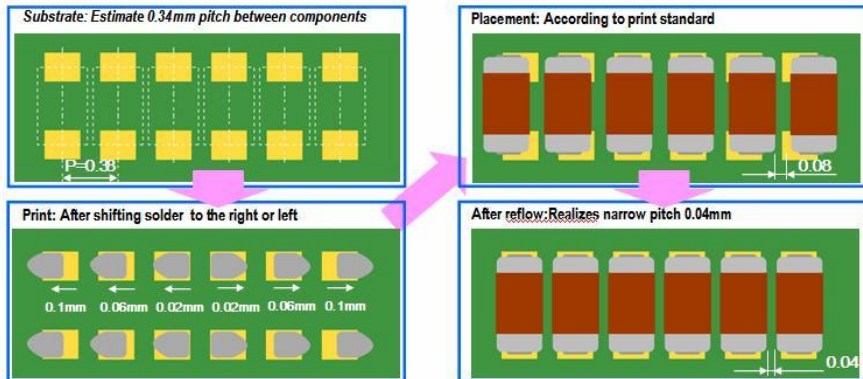 Substrate: Estimate 0.34mm pitch between components
P=0.38
Placement: According to print standard
0.08
Print: After shifting solder to the right or left
0.1mm 0.06mm 0.02mm 0.02mm 0.06mm 0.1mm
After reflow:Realizes narrow pitch 0.04mm
0.04